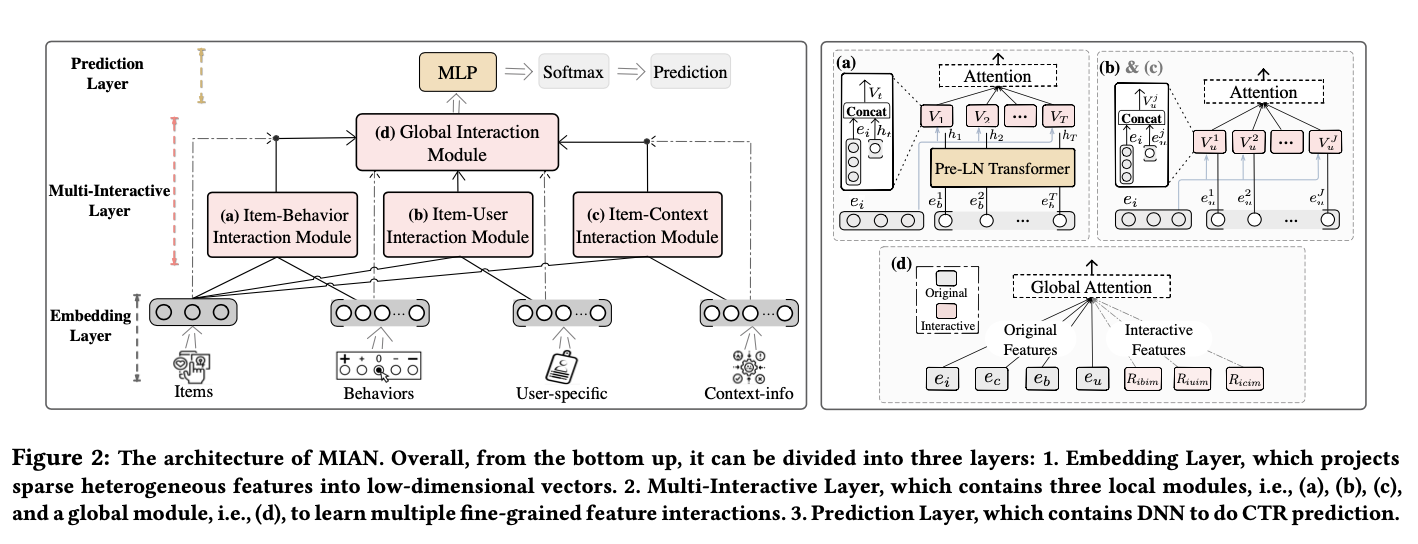 Prediction
Layer
MLP
Softmax
Prediction
Multi-Interactive
Layer
(d) Global Interaction
Module
(a) Item-Behavior
Interaction Module
(b) Item-User
Interaction Module
(c) Item-Context
Interaction Module
Embedding
Layer
Items
Behaviors
User-specific
Context-info
(a)
Attention
V_t
Concat
e_i h_t
V_1 V_2 ... V_T
h_1 h_2 h_T
Pre-LN Transformer
e_i e_b^1 e_b^2 ... e_b^T
(b) & (c)
Attention
V_u^j
Concat
e_i e_u^j
V_u^1 V_u^2 ... V_u^J
e_i e_u^1 e_u^2 ... e_u^J
(d)
Original
Interactive
Global Attention
Original
Features
Interactive
Features
e_i e_c e_b e_u R_ibim R_iuim R_icim
Figure 2: The architecture of MIAN. Overall, from the bottom up, it can be divided into three layers: 1. Embedding Layer, which projects
sparse heterogeneous features into low-dimensional vectors. 2. Multi-Interactive Layer, which contains three local modules, i.e., (a), (b), (c),
and a global module, i.e., (d), to learn multiple fine-grained feature interactions. 3. Prediction Layer, which contains DNN to do CTR prediction.